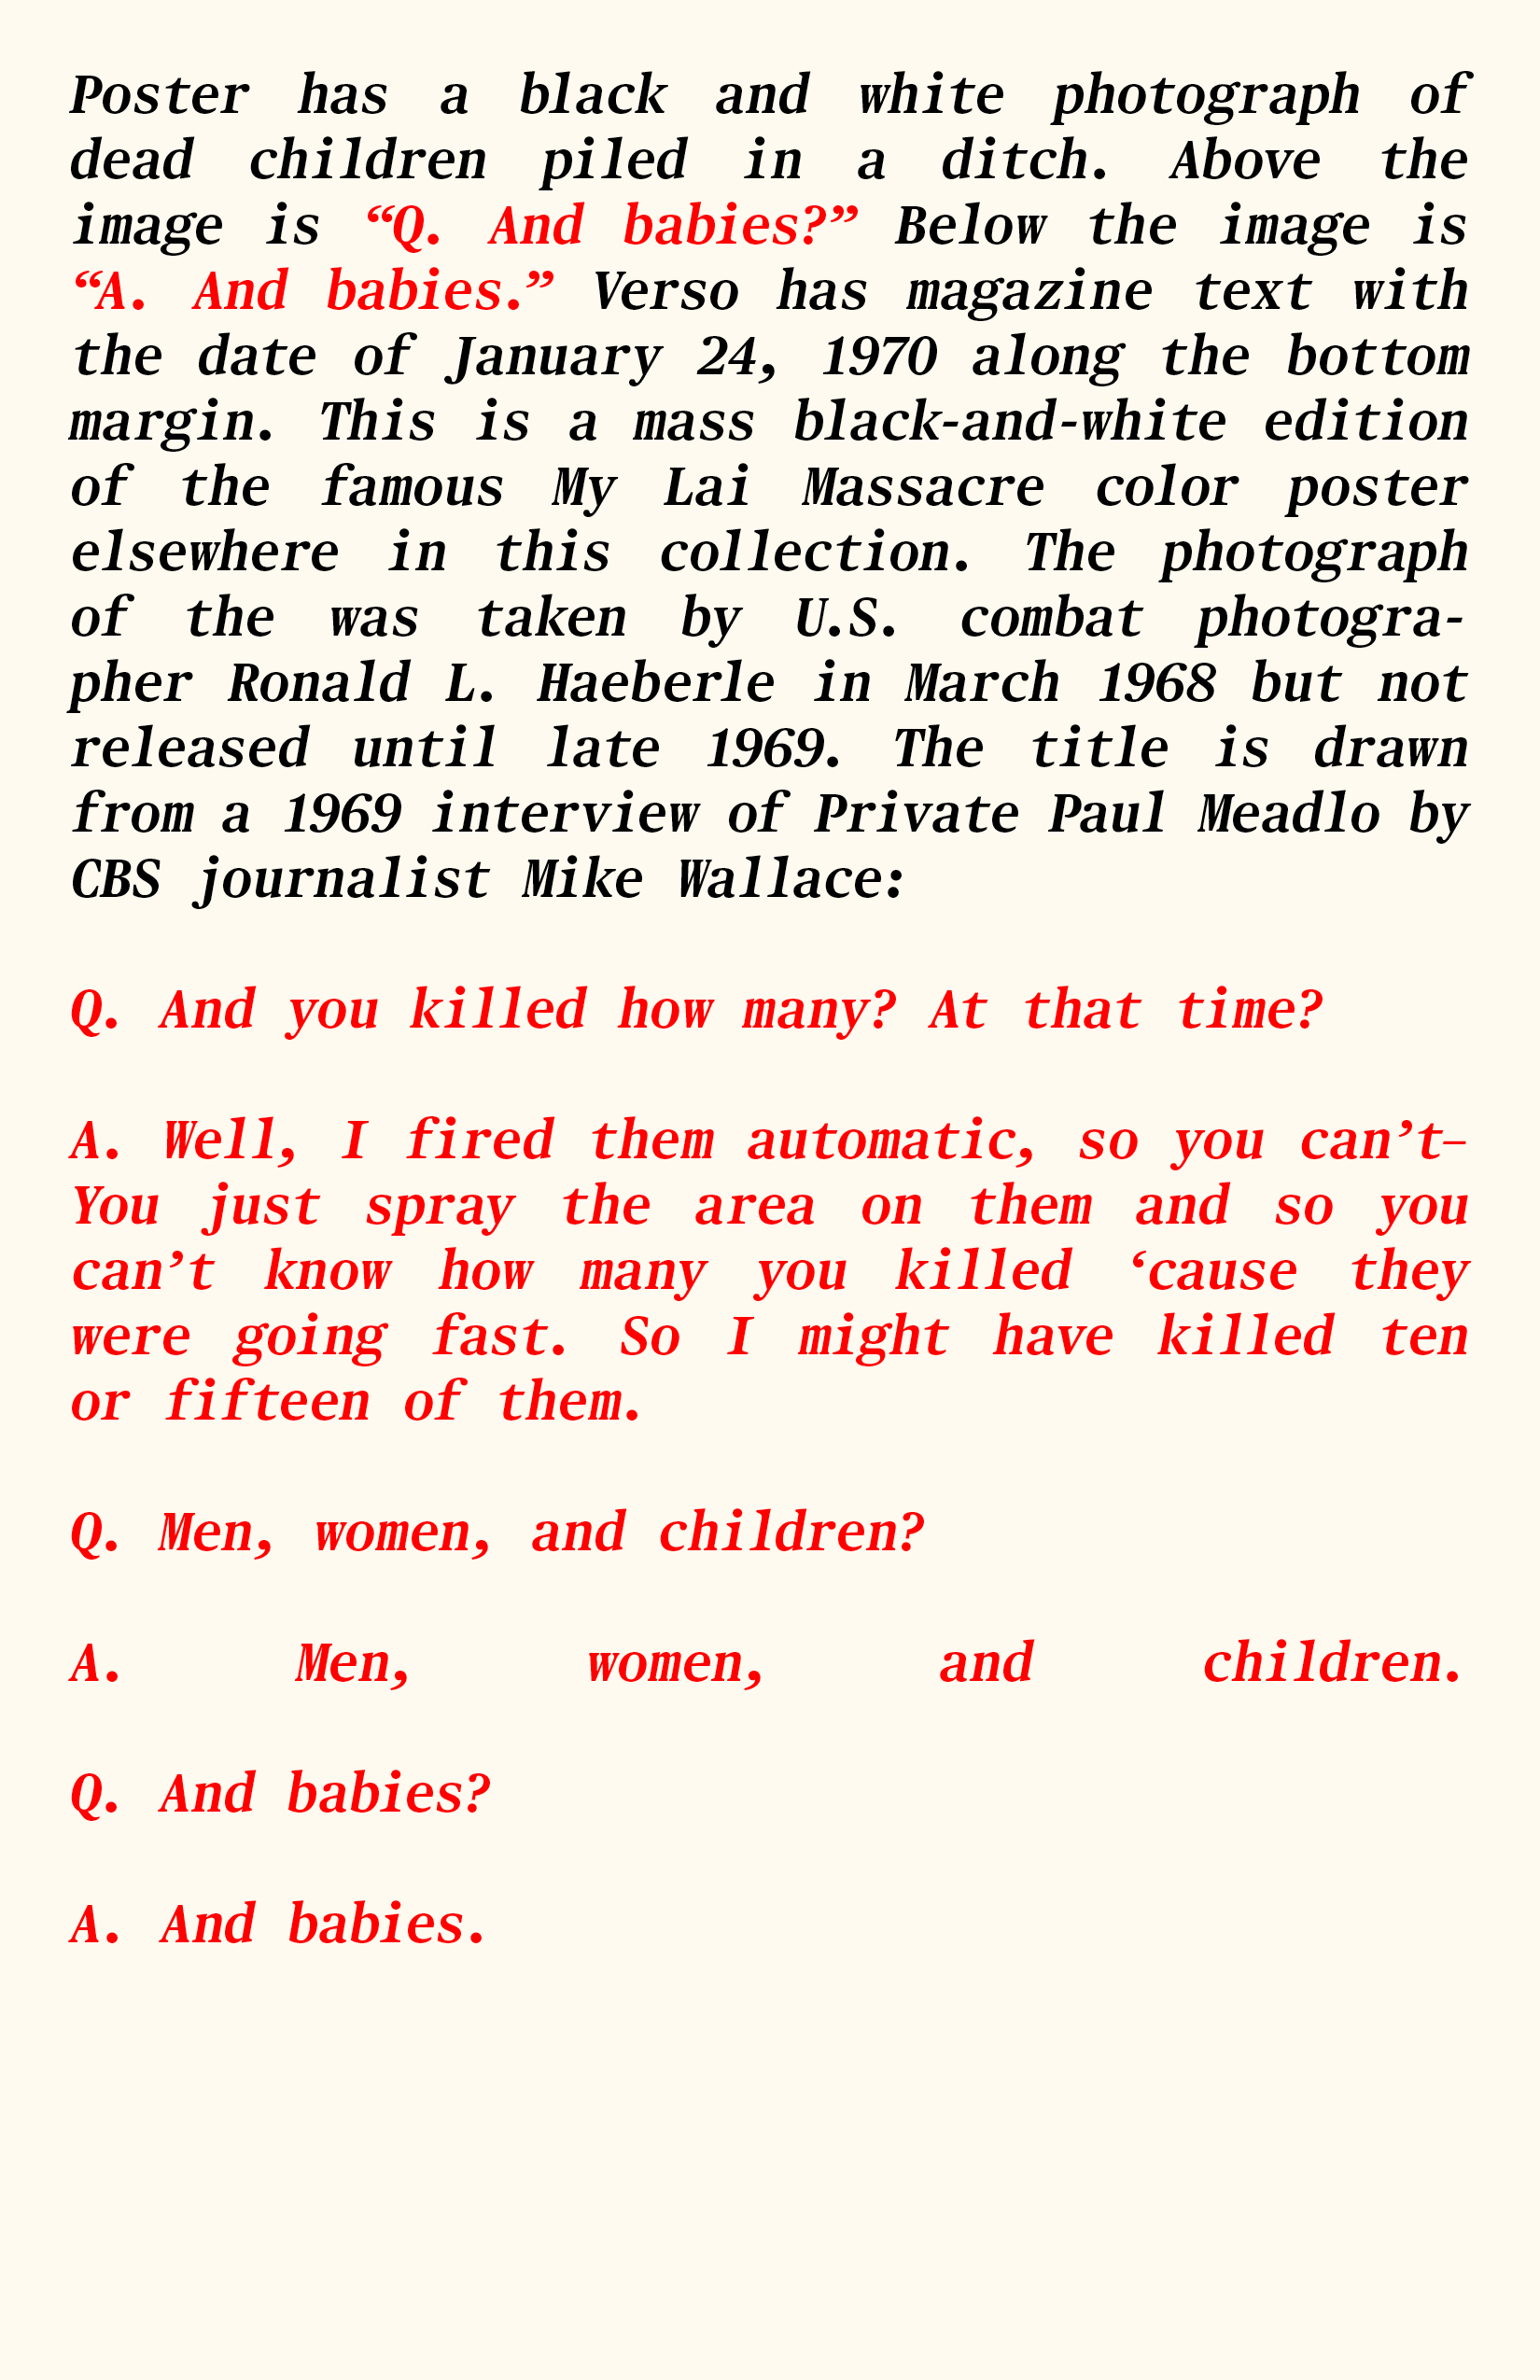 Poster has a black and white photograph of
dead children piled in a ditch. Above the
image is “Q. And babies?” Below the image is
“A. And babies.” Verso has magazine text with
the date of January 24, 1970 along the bottom
margin. This is a mass black-and-white edition
of the famous My Lai Massacre color poster
elsewhere in this collection. The photograph
of the was taken by U.S. combat photogra-
pher Ronald L. Haeberle in March 1968 but not
released until late 1969. The title is drawn
from a 1969 interview of Private Paul Meadlo by
CBS journalist Mike Wallace:
Q. And you killed how many? At that time?
A. Well, I fired them automatic, so you can’t–
You just spray the area on them and so you
can’t know how many you killed ‘cause they
were going fast. So I might have killed ten
or fifteen of them.
Q. Men, women, and children?
A. Men, women, and children.
Q. And babies?
A. And babies.